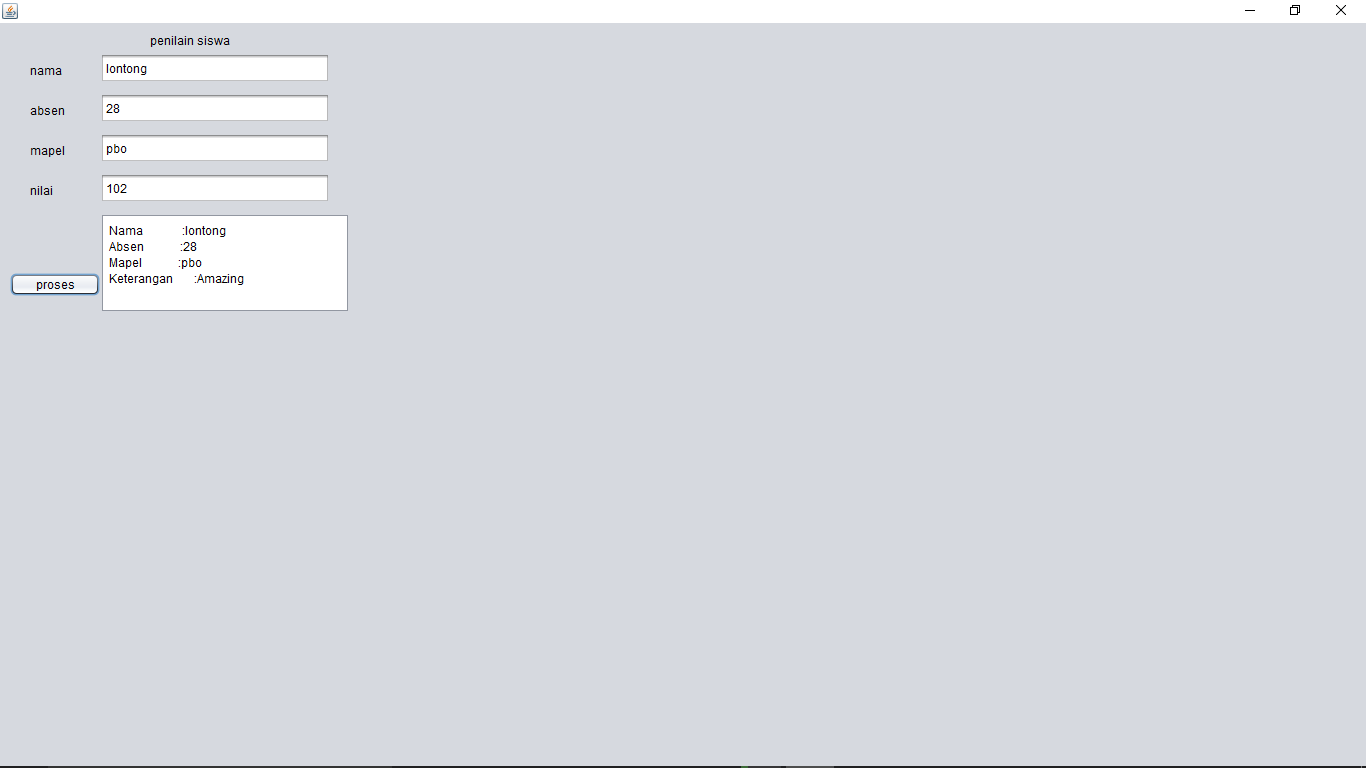 penilain siswa
nama lontong
absen 28
mapel pbo
nilai 102
Nama :lontong
Absen :28
Mapel :pbo
Keterangan :Amazing
proses